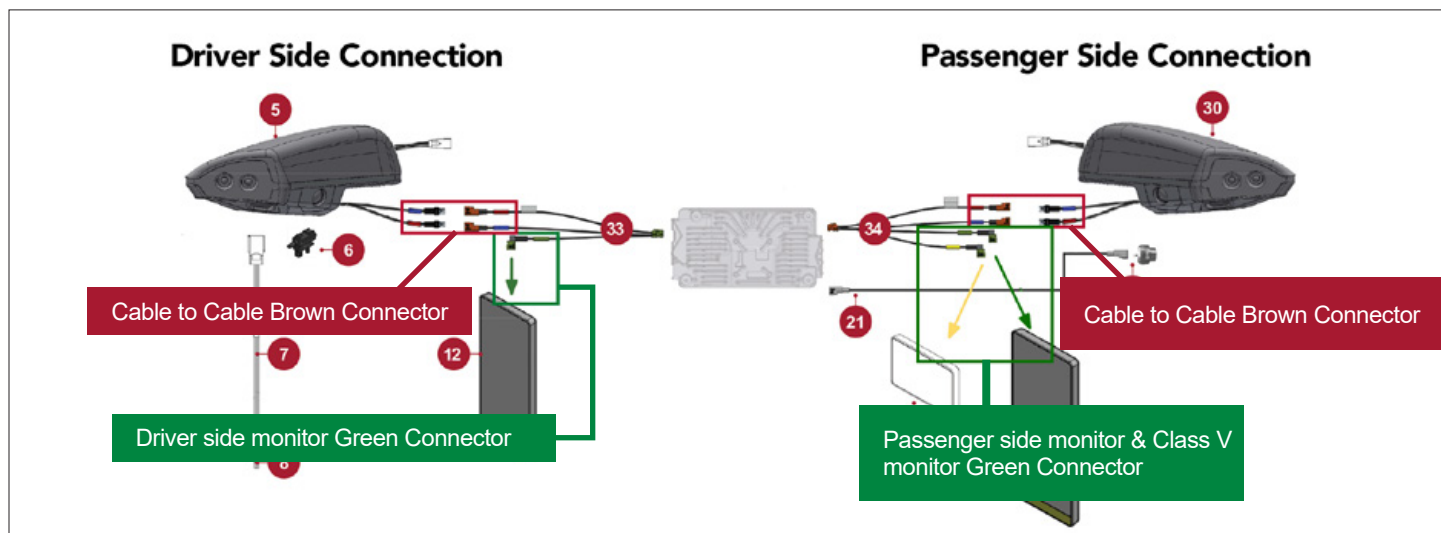 Driver Side Connection
Passenger Side Connection
5
30
33
34
6
Cable to Cable Brown Connector
21
Cable to Cable Brown Connector
7
12
Driver side monitor Green Connector
Passenger side monitor & Class V
monitor Green Connector
8